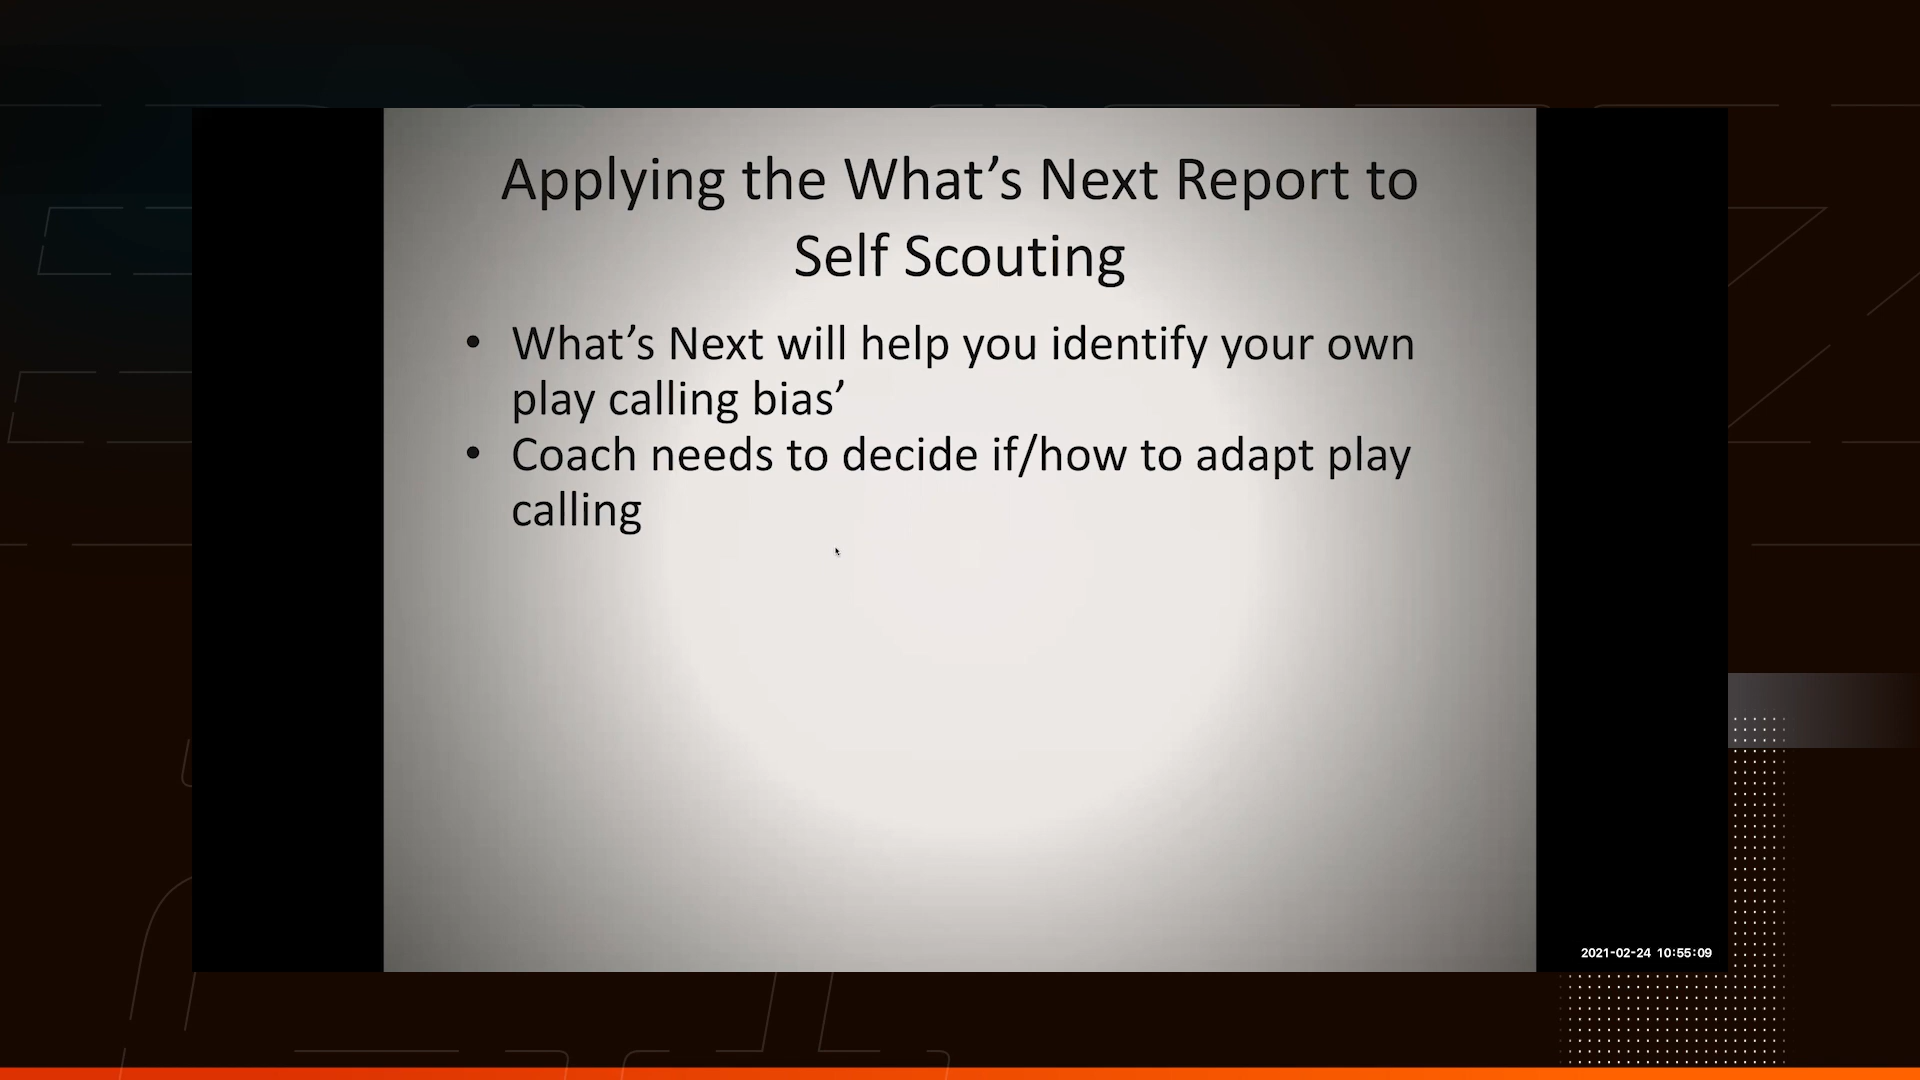 Applying the What’s Next Report to
Self Scouting
• What’s Next will help you identify your own
play calling bias’
• Coach needs to decide if/how to adapt play
calling
2021-02-24 10:55:09